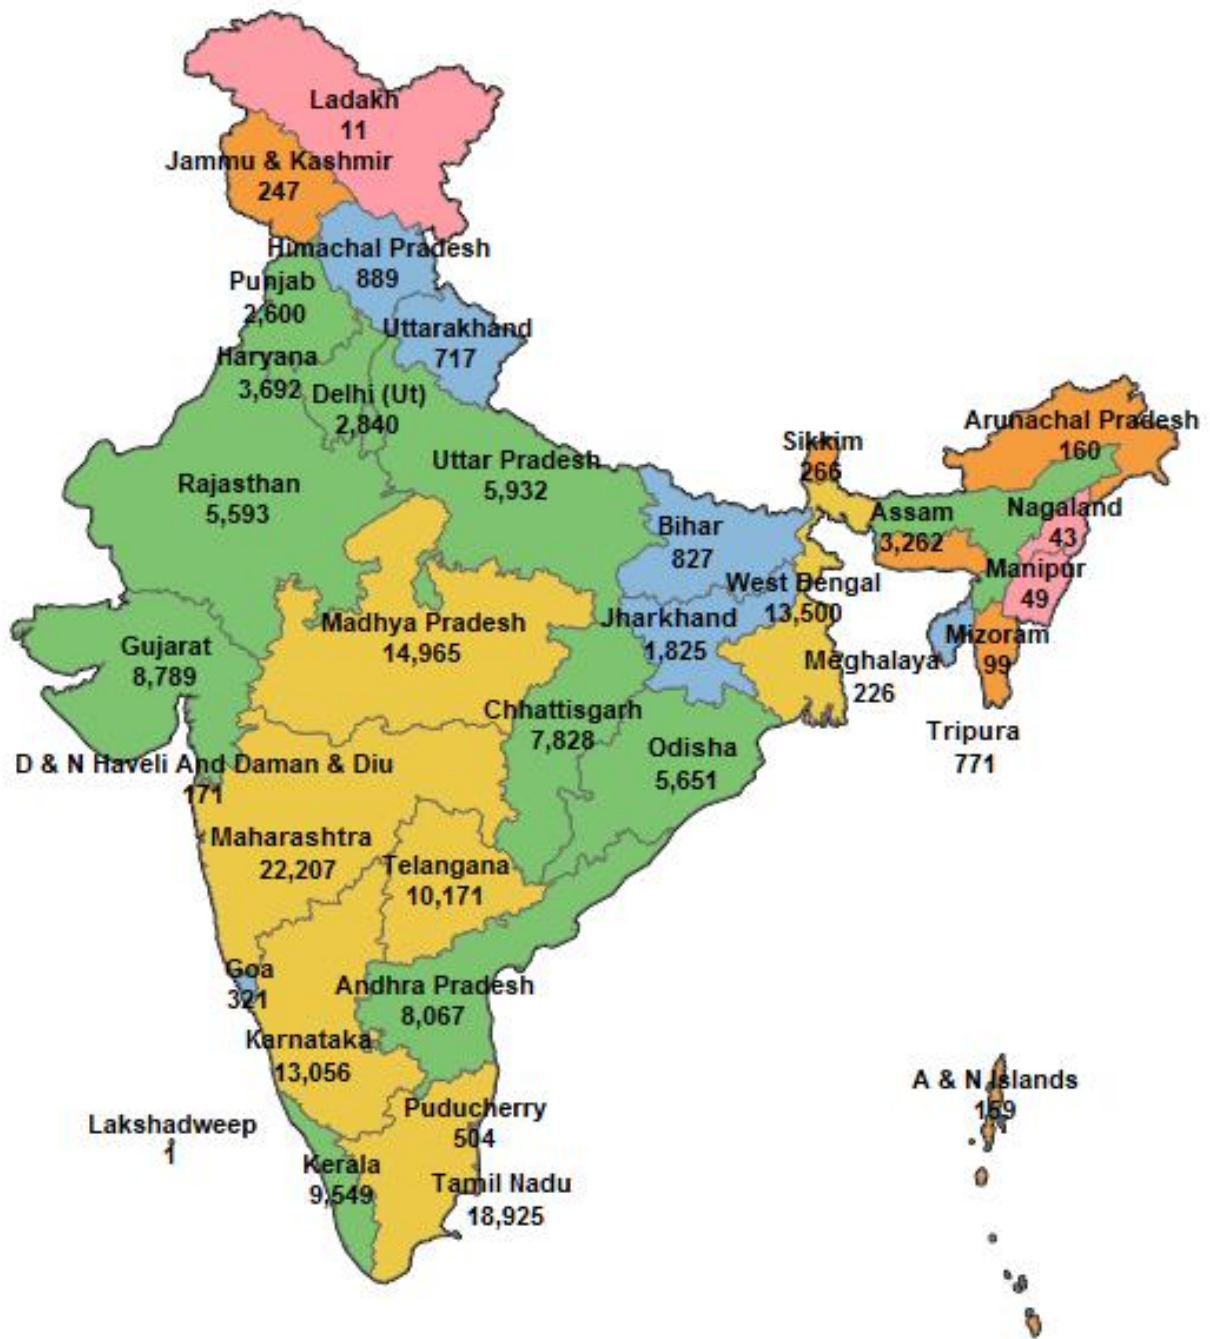 Ladakh
11
Jammu & Kashmir
247
Himachal Pradesh
889
Punjab
2,600
Uttarakhand
717
Haryana
3,692
Delhi (Ut)
2,840
Arunachal Pradesh
160
Sikkim
266
Uttar Pradesh
5,932
Rajasthan
5,593
Nagaland
43
Assam
3,262
Bihar
827
Manipur
49
West Bengal
13,500
Jharkhand
1,825
Madhya Pradesh
14,965
Mizoram
99
Gujarat
8,789
Meghalaya
226
Chhattisgarh
7,828
Tripura
771
Odisha
5,651
D & N Haveli And Daman & Diu
171
Maharashtra
22,207
Telangana
10,171
Goa
321
Andhra Pradesh
8,067
Karnataka
13,056
A & N Islands
159
Puducherry
504
Lakshadweep
1
Kerala
9,549
Tamil Nadu
18,925